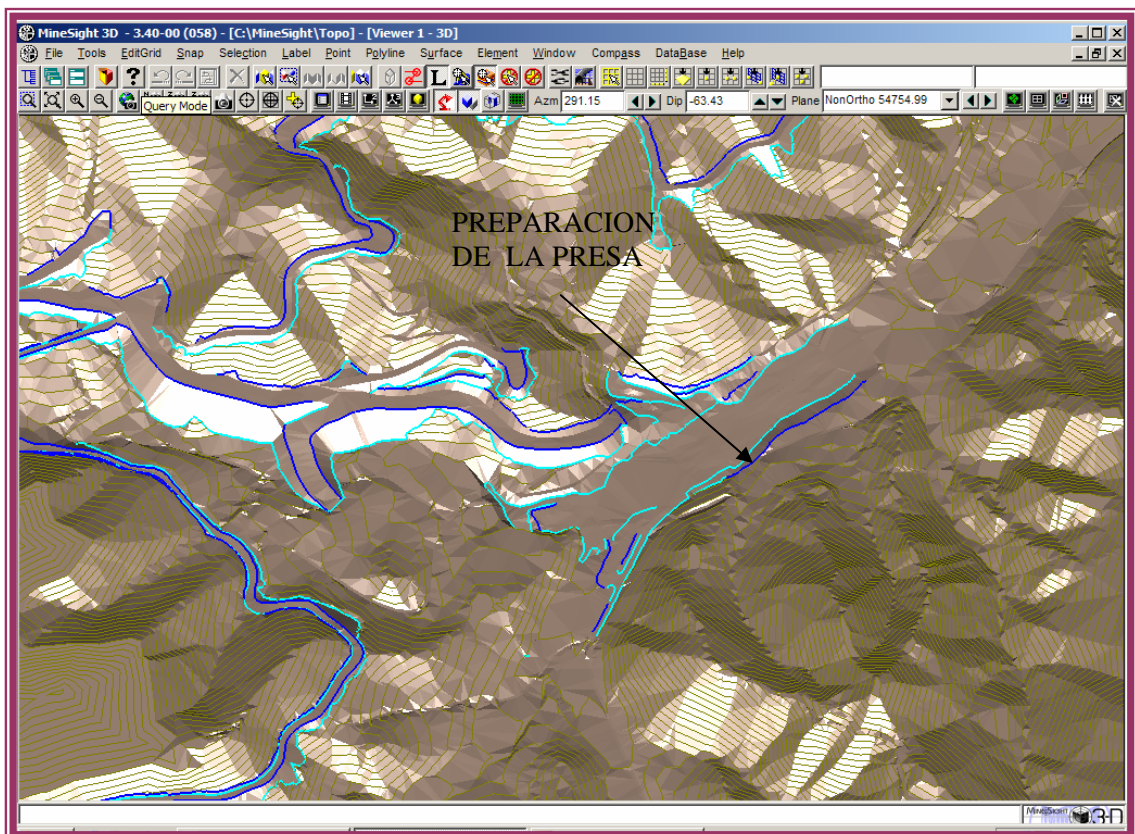 MineSight 3D - 3.40-00 (058) - [C:\MineSight\Topo] - [Viewer 1 - 3D]
File Tools EditGrid Snap Selection Label Point Polyline Surface Element Window Compass DataBase Help
Query Mode Azm 291.15 Dip -63.43 Plane NonOrtho 54754.99
PREPARACION
DE LA PRESA
MineSight 3-D